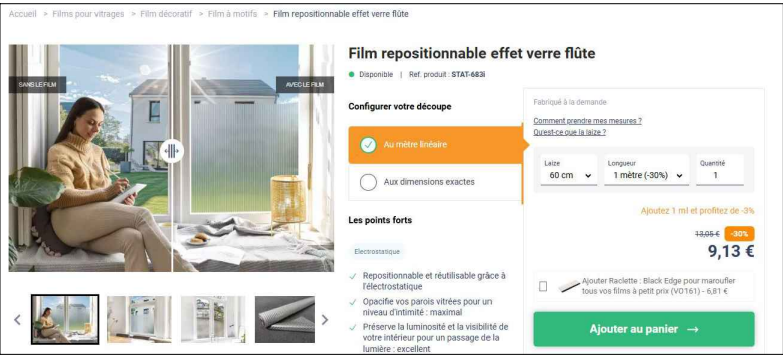 Accueil > Films pour vitrages > Film décoratif > Film à motifs > Film repositionnable effet verre flûte
SANS LE FILM
AVEC LE FILM
Film repositionnable effet verre flûte
Disponible | Ref. produit : STAT-683i
Configurer votre découpe
Au mètre linéaire
Aux dimensions exactes
Les points forts
Electrostatique
Repositionnable et réutilisable grâce à
l'électrostatique
Opacifie vos parois vitrées pour un
niveau d'intimité : maximal
Préserve la luminosité et la visibilité de
votre intérieur pour un passage de la
lumière : excellent
Fabriqué à la demande
Comment prendre mes mesures ?
Qu'est-ce que la laize ?
Laize
Longueur
Quantité
60 cm
1 mètre (-30%)
1
Ajoutez 1 ml et profitez de -3%
13,05 € -30%
9,13 €
Ajouter Raclette : Black Edge pour maroufler
tous vos films à petit prix (VO161) - 6,81 €
Ajouter au panier →